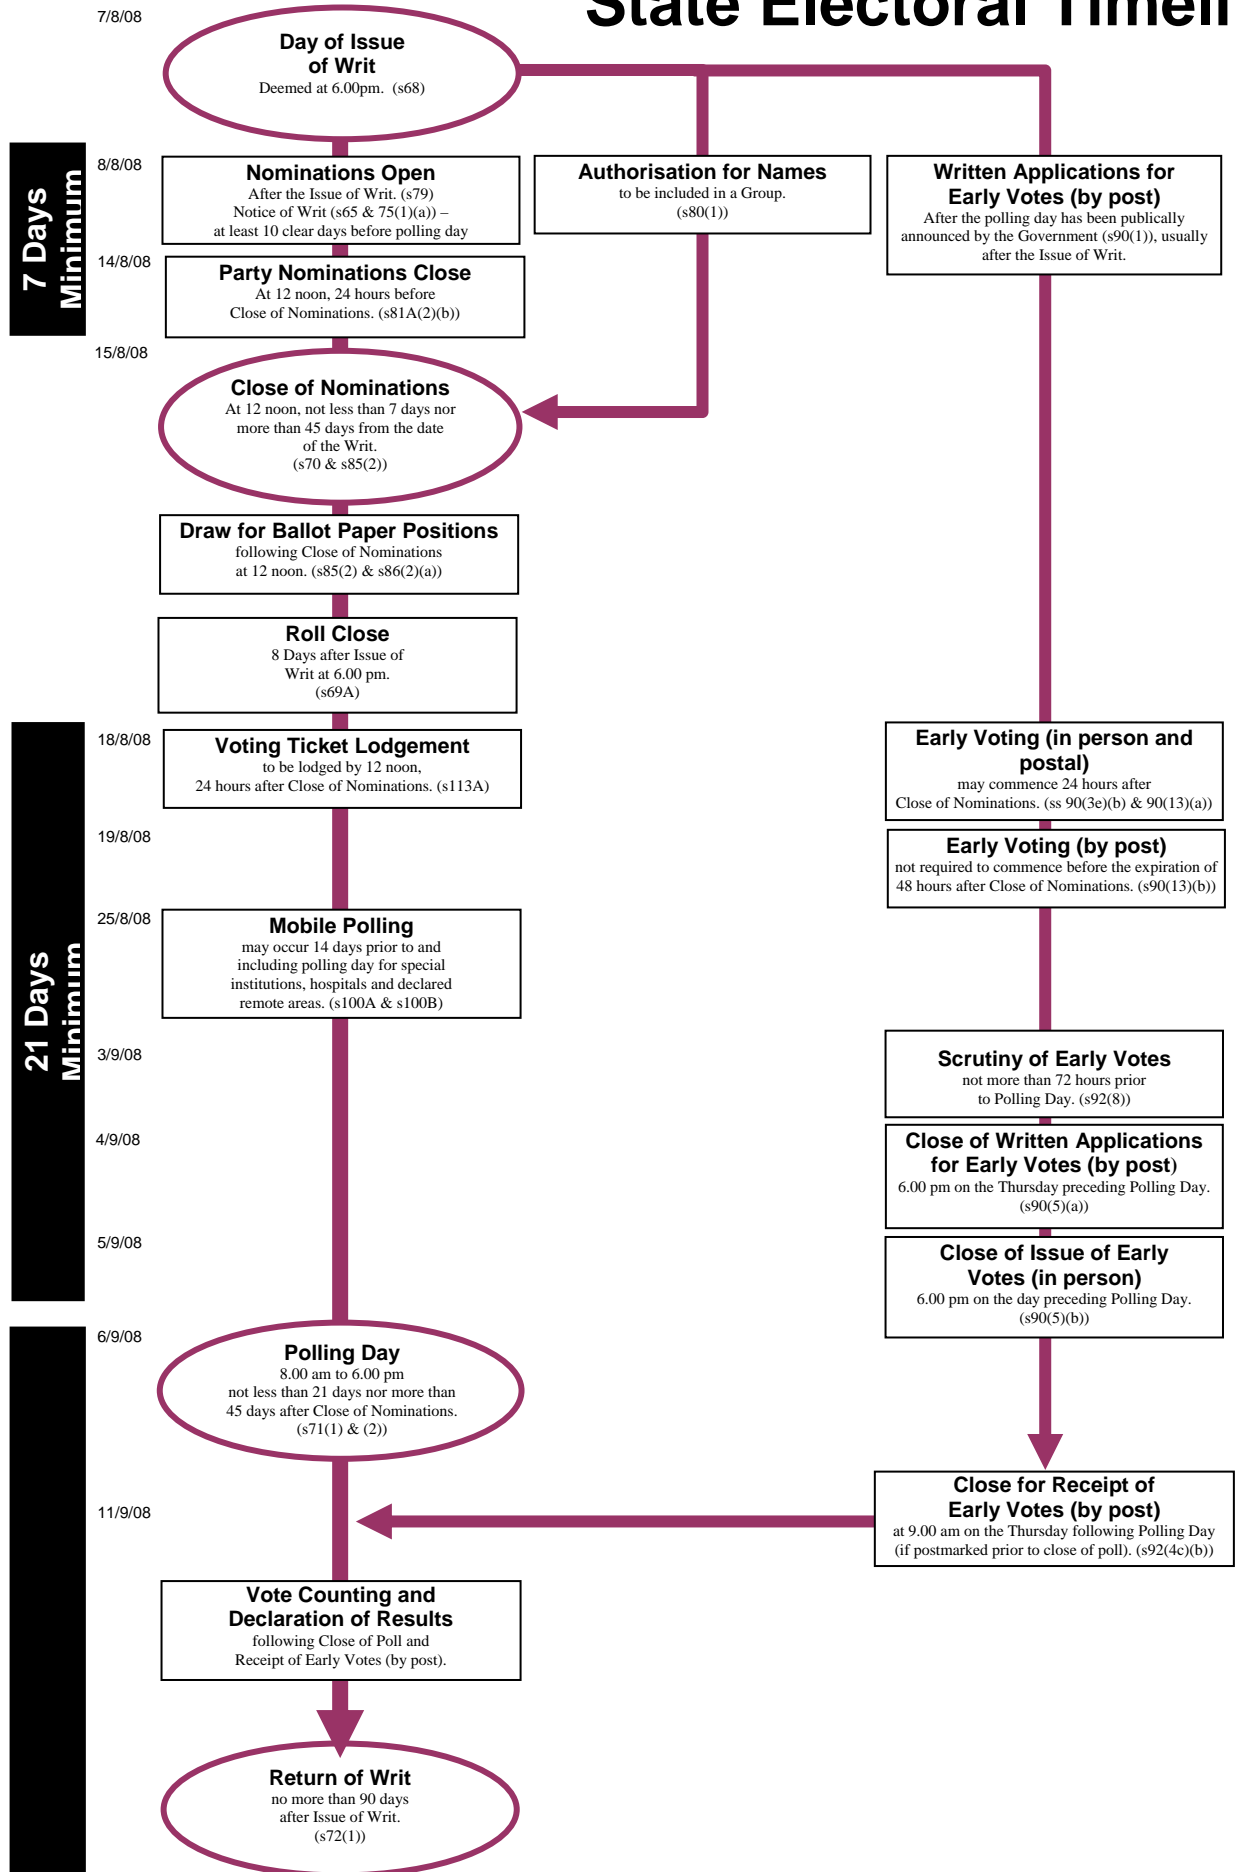 State Electoral Timeli
7/8/08
Day of Issue
of Writ
Deemed at 6.00pm. (s68)
7 Days
Minimum
8/8/08
Nominations Open
After the Issue of Writ. (s79)
Notice of Writ (s65 & 75(1)(a)) –
at least 10 clear days before polling day
Authorisation for Names
to be included in a Group.
(s80(1))
Written Applications for
Early Votes (by post)
After the polling day has been publically
announced by the Government (s90(1)), usually
after the Issue of Writ.
14/8/08
Party Nominations Close
At 12 noon, 24 hours before
Close of Nominations. (s81A(2)(b))
15/8/08
Close of Nominations
At 12 noon, not less than 7 days nor
more than 45 days from the date
of the Writ.
(s70 & s85(2))
Draw for Ballot Paper Positions
following Close of Nominations
at 12 noon. (s85(2) & s86(2)(a))
Roll Close
8 Days after Issue of
Writ at 6.00 pm.
(s69A)
21 Days
Minimum
18/8/08
Voting Ticket Lodgement
to be lodged by 12 noon,
24 hours after Close of Nominations. (s113A)
Early Voting (in person and
postal)
may commence 24 hours after
Close of Nominations. (ss 90(3e)(b) & 90(13)(a))
19/8/08
Early Voting (by post)
not required to commence before the expiration of
48 hours after Close of Nominations. (s90(13)(b))
25/8/08
Mobile Polling
may occur 14 days prior to and
including polling day for special
institutions, hospitals and declared
remote areas. (s100A & s100B)
3/9/08
Scrutiny of Early Votes
not more than 72 hours prior
to Polling Day. (s92(8))
4/9/08
Close of Written Applications
for Early Votes (by post)
6.00 pm on the Thursday preceding Polling Day.
(s90(5)(a))
5/9/08
Close of Issue of Early
Votes (in person)
6.00 pm on the day preceding Polling Day.
(s90(5)(b))
6/9/08
Polling Day
8.00 am to 6.00 pm
not less than 21 days nor more than
45 days after Close of Nominations.
(s71(1) & (2))
11/9/08
Close for Receipt of
Early Votes (by post)
at 9.00 am on the Thursday following Polling Day
(if postmarked prior to close of poll). (s92(4c)(b))
Vote Counting and
Declaration of Results
following Close of Poll and
Receipt of Early Votes (by post).
Return of Writ
no more than 90 days
after Issue of Writ.
(s72(1))